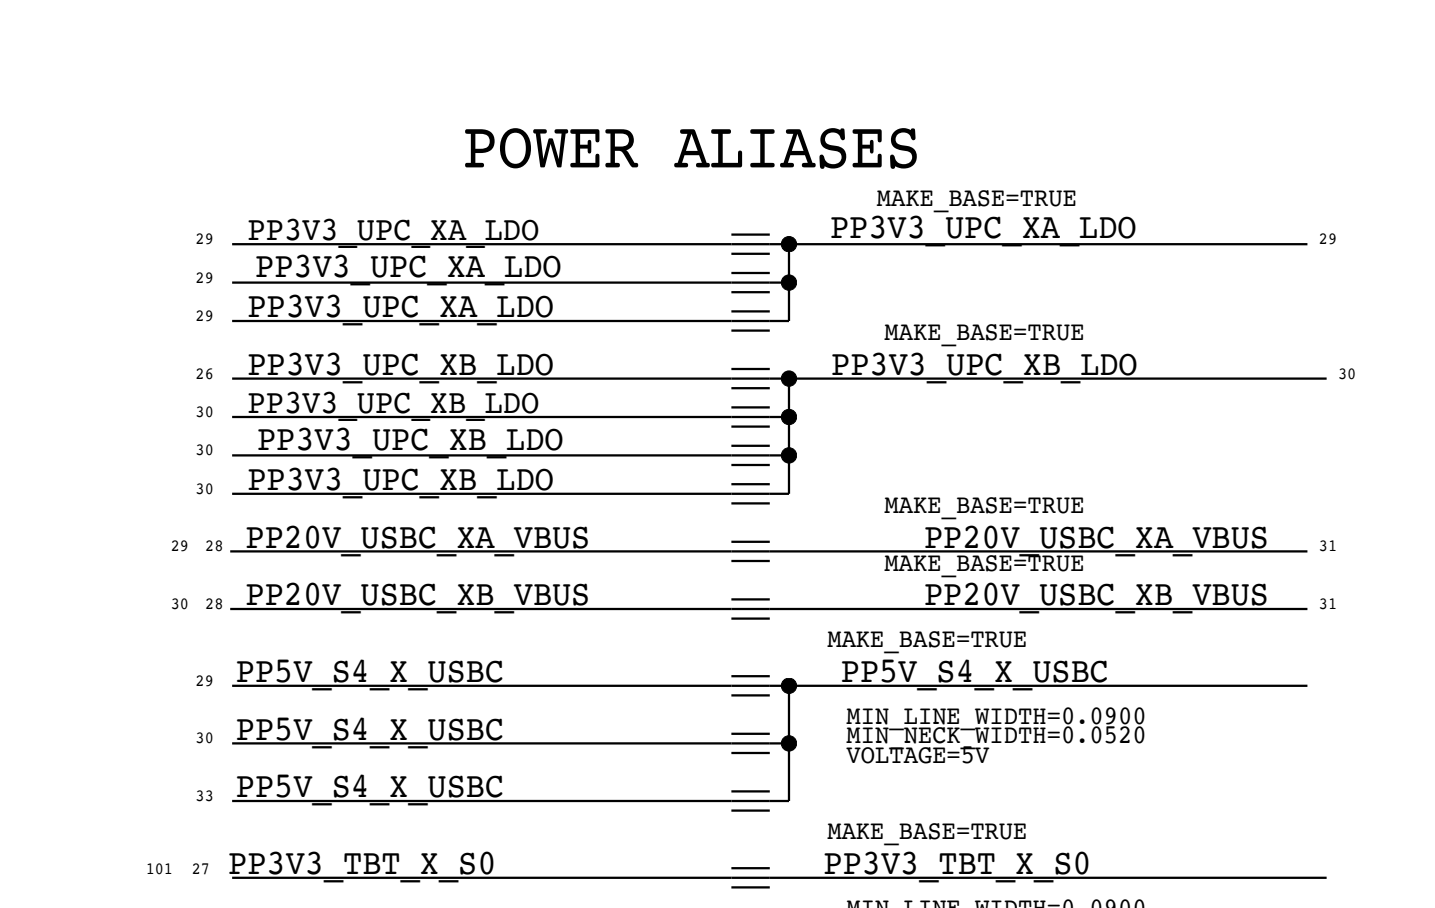 POWER ALIASES
MAKE_BASE=TRUE
29 PP3V3_UPC_XA_LDO PP3V3_UPC_XA_LDO 29
29 PP3V3_UPC_XA_LDO
29 PP3V3_UPC_XA_LDO
MAKE_BASE=TRUE
26 PP3V3_UPC_XB_LDO PP3V3_UPC_XB_LDO 30
30 PP3V3_UPC_XB_LDO
30 PP3V3_UPC_XB_LDO
30 PP3V3_UPC_XB_LDO
MAKE_BASE=TRUE
29 28 PP20V_USBC_XA_VBUS PP20V_USBC_XA_VBUS 31
MAKE_BASE=TRUE
30 28 PP20V_USBC_XB_VBUS PP20V_USBC_XB_VBUS 31
MAKE_BASE=TRUE
29 PP5V_S4_X_USBC PP5V_S4_X_USBC
MIN_LINE_WIDTH=0.0900
30 PP5V_S4_X_USBC MIN_NECK_WIDTH=0.0520
VOLTAGE=5V
33 PP5V_S4_X_USBC
MAKE_BASE=TRUE
101 27 PP3V3_TBT_X_S0 PP3V3_TBT_X_S0
MIN_LINE_WIDTH=0.0900